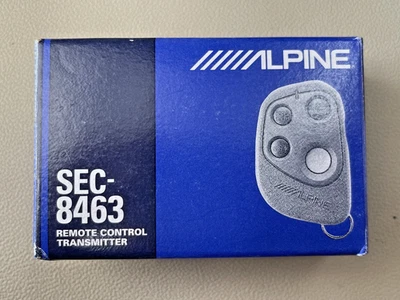 ALPINE
SEC-
8463
REMOTE CONTROL
TRANSMITTER
ALPINE